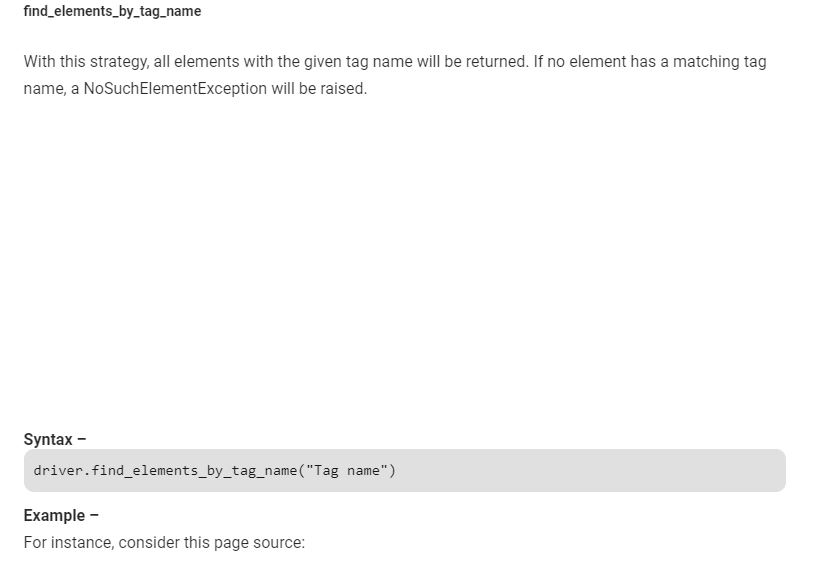 find_elements_by_tag_name
With this strategy, all elements with the given tag name will be returned. If no element has a matching tag
name, a NoSuchElementException will be raised.
Syntax –
driver.find_elements_by_tag_name("Tag name")
Example –
For instance, consider this page source: